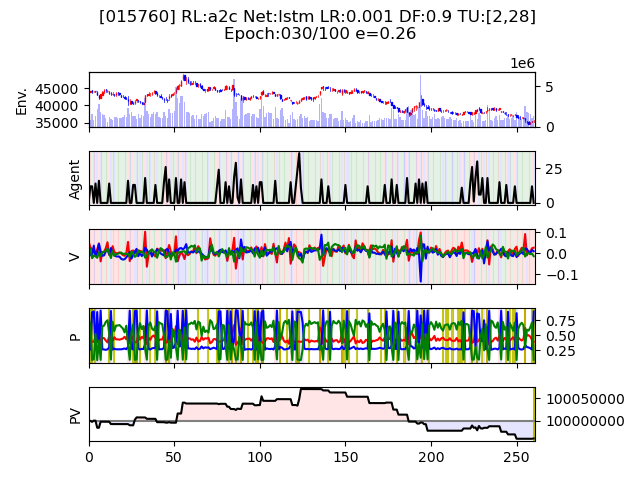 [015760] RL:a2c Net:lstm LR:0.001 DF:0.9 TU:[2,28]
Epoch:030/100 e=0.26
1e6
Env.
45000
40000
35000
5
0
Agent
25
0
V
0.1
0.0
−0.1
P
0.75
0.50
0.25
PV
100050000
100000000
0
50
100
150
200
250